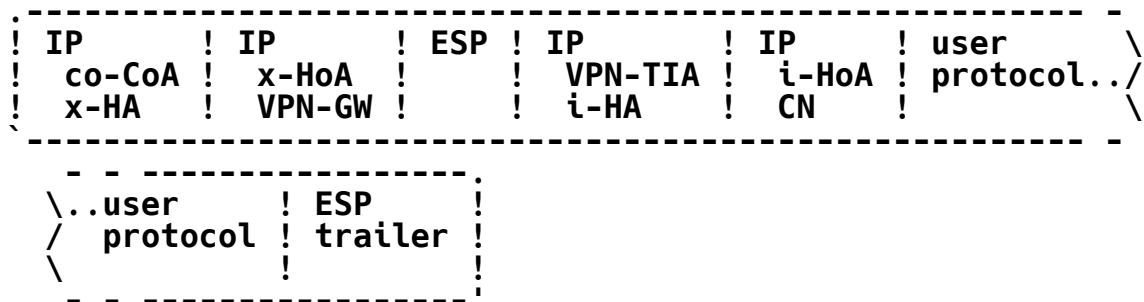 .------------------------------------------------------------------ -
! IP      ! IP      ! ESP ! IP       ! IP      ! user        \
!  co-CoA !  x-HoA  !     !  VPN-TIA !  i-HoA  ! protocol../
!  x-HA   !  VPN-GW !     !  i-HA    !  CN     !             \
`------------------------------------------------------------------ -
- - -----------------.
\..user     ! ESP     !
/  protocol ! trailer !
\           !         !
- - -----------------'